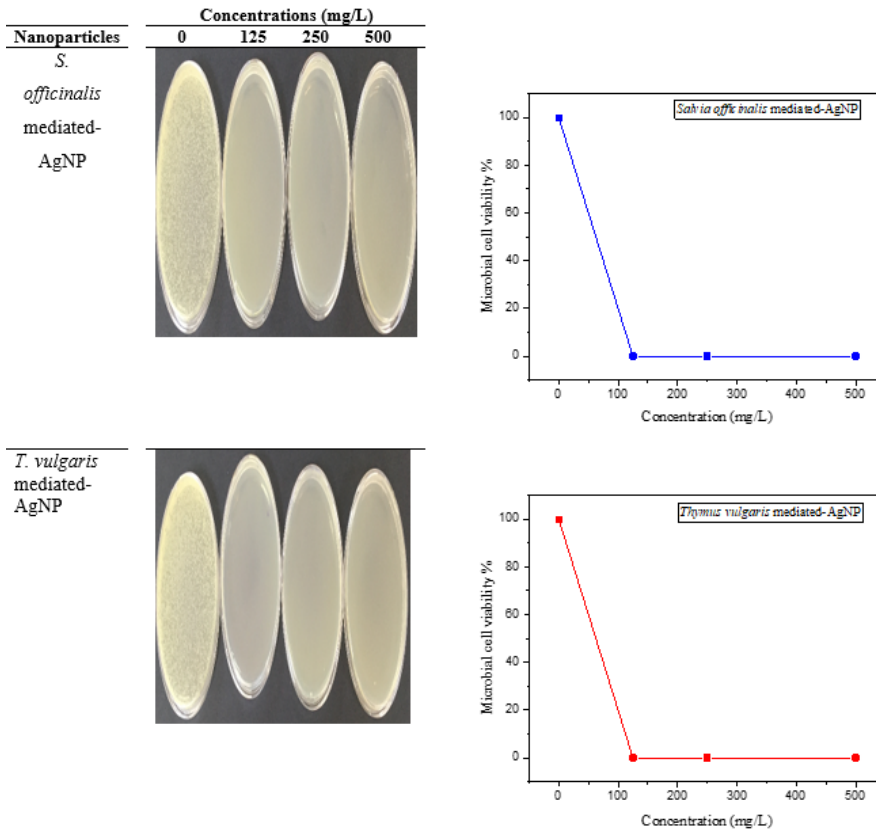 Concentrations (mg/L)
Nanoparticles 0 125 250 500
S.
officinalis
mediated-
AgNP
Salvia officinalis mediated-AgNP
100
80
60
40
20
0
Microbial cell viability %
0 100 200 300 400 500
Concentration (mg/L)
T. vulgaris
mediated-
AgNP
Thymus vulgaris mediated-AgNP
100
80
60
40
20
0
Microbial cell viability %
0 100 200 300 400 500
Concentration (mg/L)